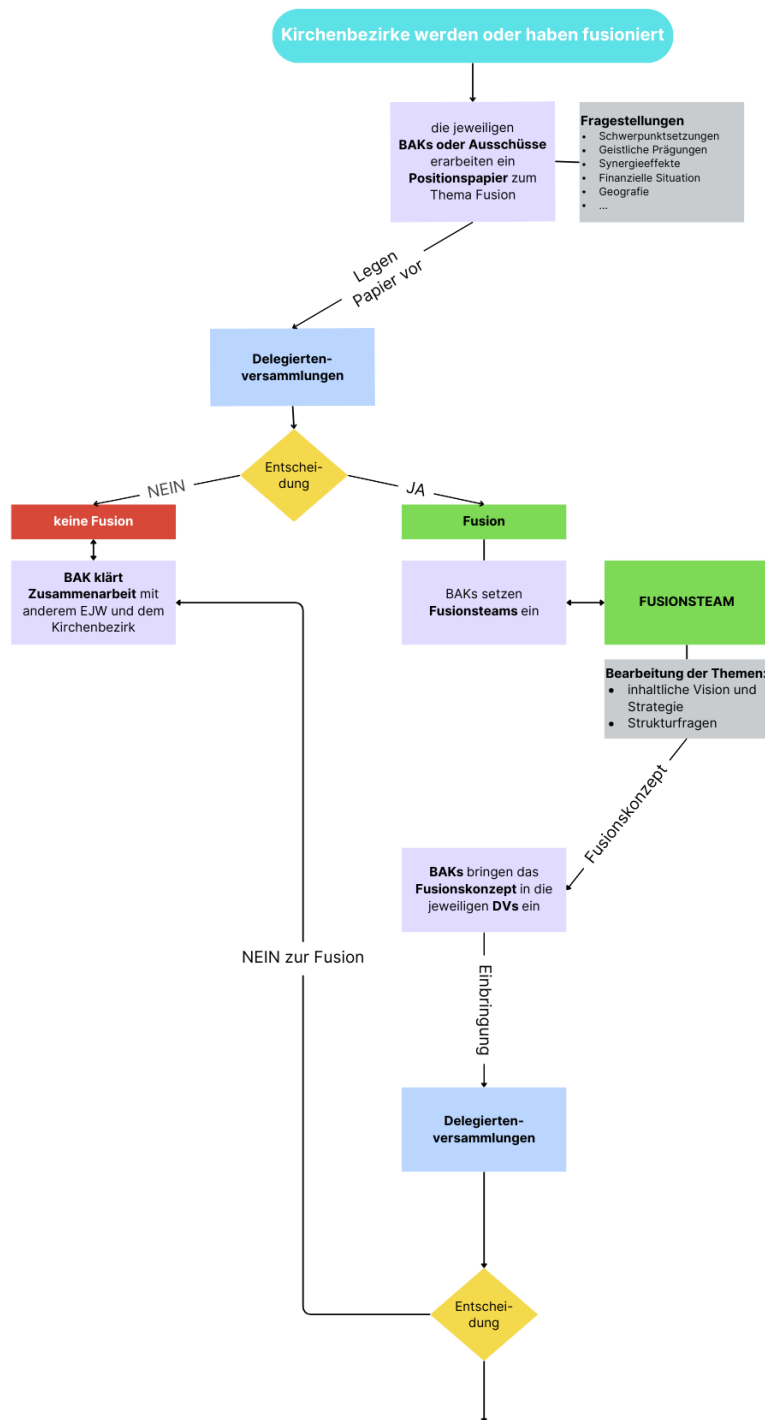 Kirchenbezirke werden oder haben fusioniert
die jeweiligen
BAKs oder Ausschüsse
erarbeiten ein
Positionspapier zum
Thema Fusion
Fragestellungen
• Schwerpunktsetzungen
• Geistliche Prägungen
• Synergieeffekte
• Finanzielle Situation
• Geografie
• ...
Legen
Papier vor
Delegierten-
versammlungen
Entschei-
dung
NEIN
JA
keine Fusion
Fusion
BAK klärt
Zusammenarbeit mit
anderem EJW und dem
Kirchenbezirk
BAKs setzen
Fusionsteams ein
FUSIONSTEAM
Bearbeitung der Themen:
• inhaltliche Vision und
Strategie
• Strukturfragen
Fusionskonzept
BAKs bringen das
Fusionskonzept in die
jeweiligen DVs ein
NEIN zur Fusion
Einbringung
Delegierten-
versammlungen
Entschei-
dung